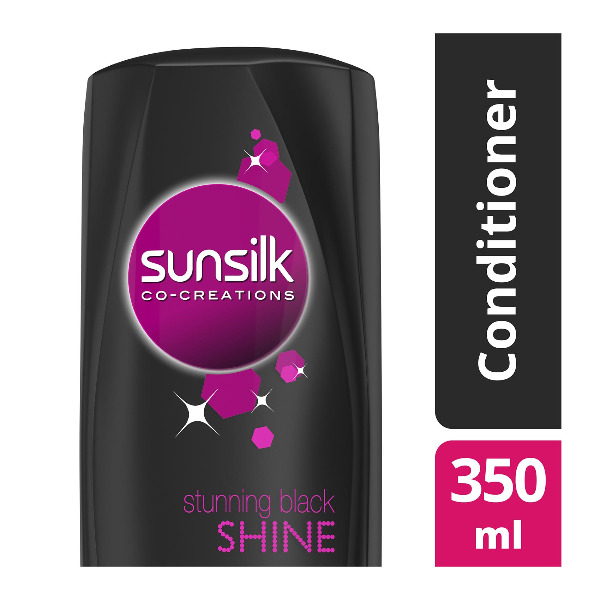 sunsilk
CO-CREATIONS
stunning black
SHINE
Conditioner
350
ml